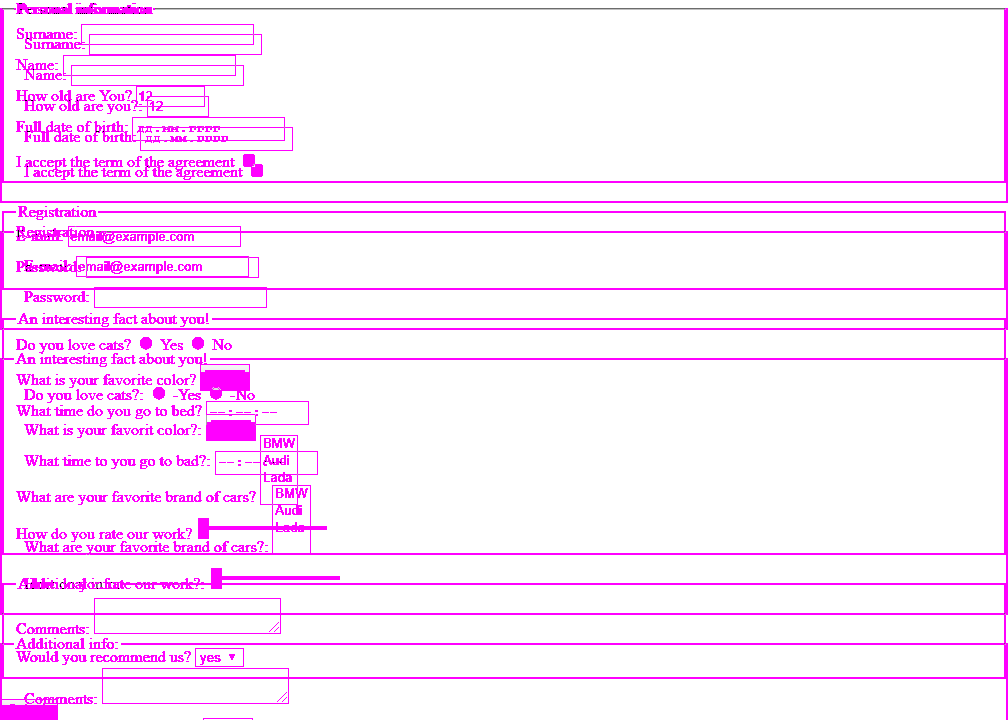 Personal information
Surname:
Surname:
Name:
Name:
How old are You? 12
How old are you?: 12
Full date of birth: дд.мм.гггг
Full date of birth: дд.мм.гггг
I accept the term of the agreement
I accept the term of the agreement
Registration
Registration
E-mail: email@example.com
Password:
E-mail: email@example.com
Password:
An interesting fact about you!
Do you love cats? Yes No
An interesting fact about you!
What is your favorite color?
Do you love cats?: -Yes -No
What time do you go to bed? --:--:--
What is your favorit color?:
BMW
What time to you go to bad?: --:--
Audi
Lada
What are your favorite brand of cars?
BMW
Audi
Lada
How do you rate our work?
What are your favorite brand of cars?:
rate our work?:
Comments:
Additional info:
Would you recommend us? yes
Comments: